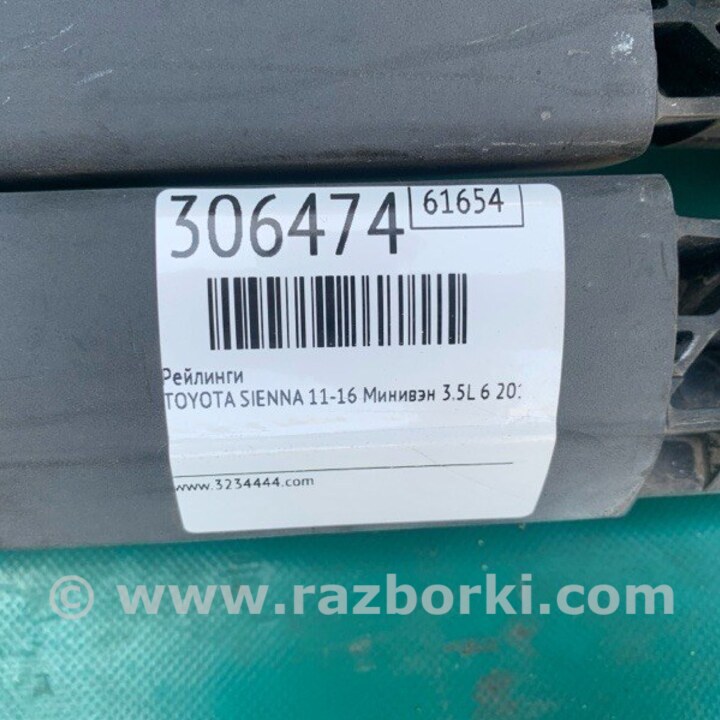 306474
61654
Рейлинги
TOYOTA SIENNA 11-16 Минивэн 3.5L 6
www.3234444.com
© www.razborki.com